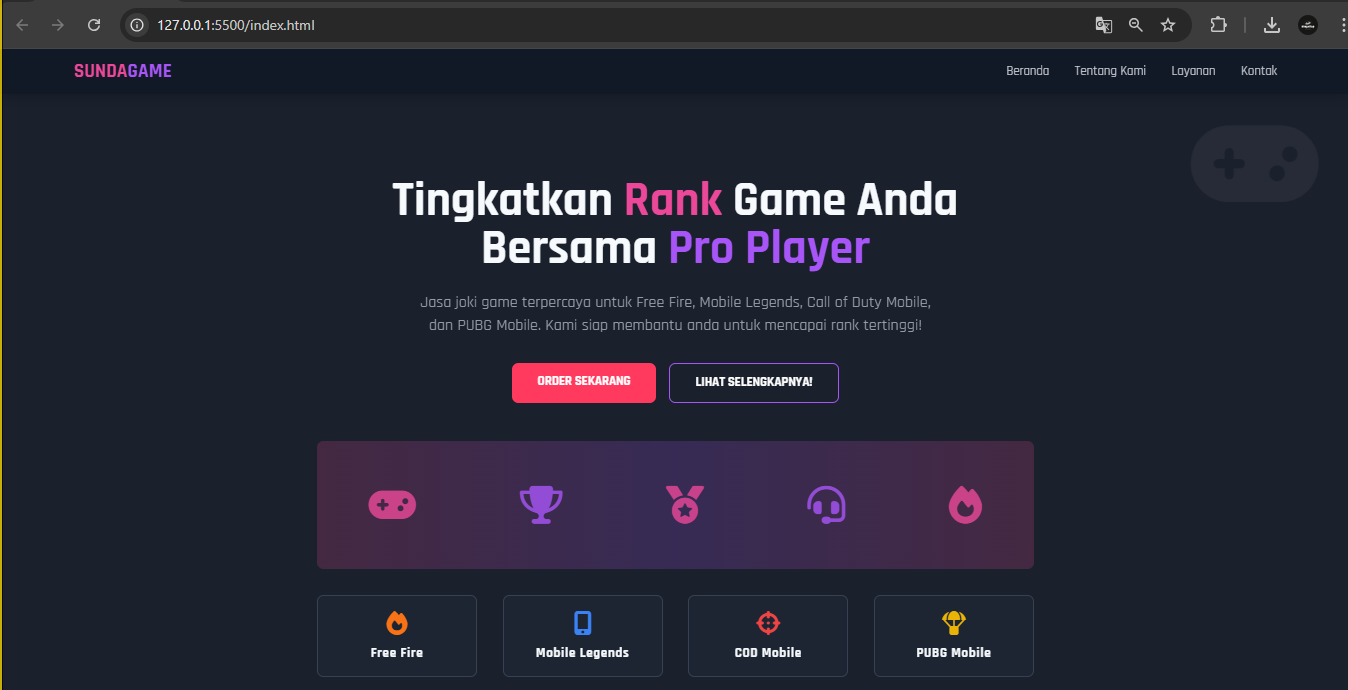 127.0.0.1:5500/index.html
SUNDAGAME
Beranda Tentang Kami Layanan Kontak
Tingkatkan Rank Game Anda
Bersama Pro Player
Jasa joki game terpercaya untuk Free Fire, Mobile Legends, Call of Duty Mobile,
dan PUBG Mobile. Kami siap membantu anda untuk mencapai rank tertinggi!
ORDER SEKARANG LIHAT SELENGKAPNYA!
Free Fire Mobile Legends COD Mobile PUBG Mobile